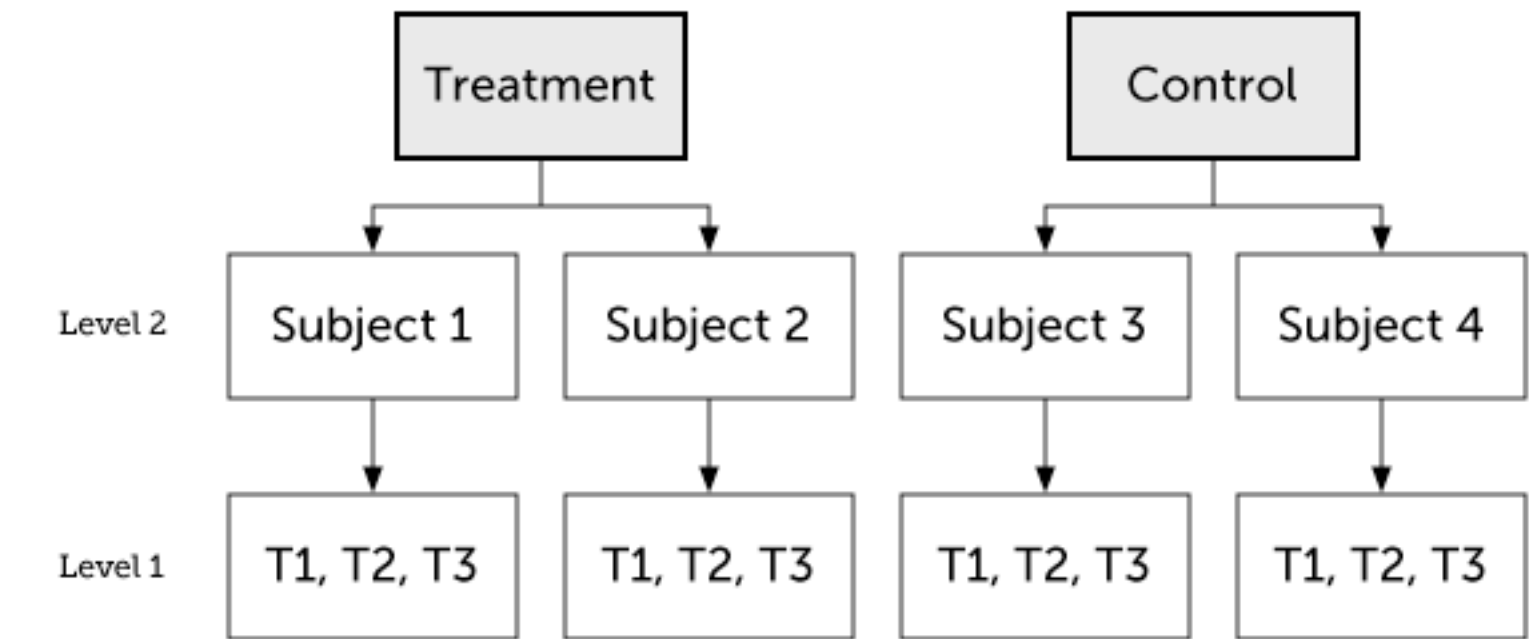 Treatment Control
Level 2 Subject 1 Subject 2 Subject 3 Subject 4
Level 1 T1, T2, T3 T1, T2, T3 T1, T2, T3 T1, T2, T3